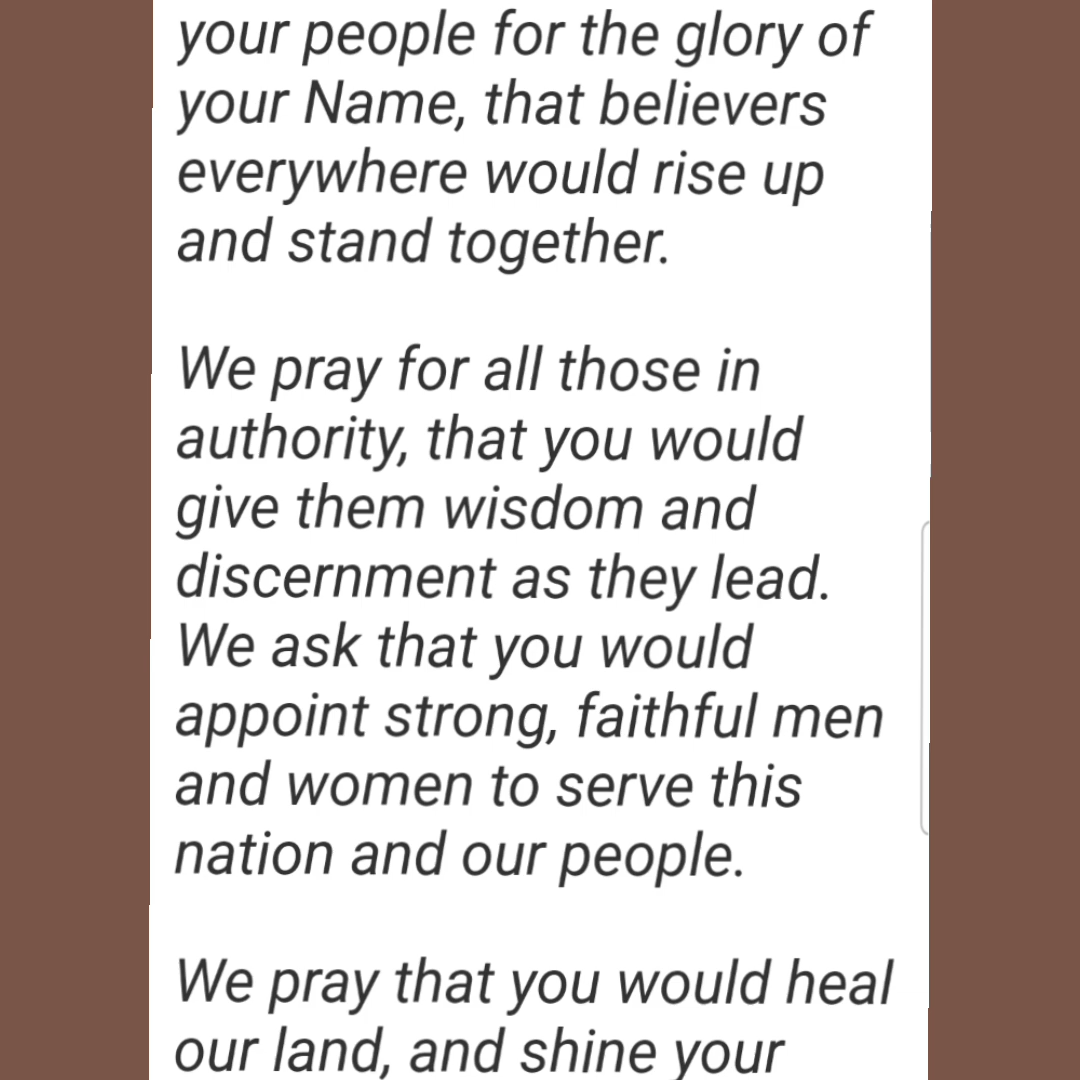 your people for the glory of
your Name, that believers
everywhere would rise up
and stand together.
We pray for all those in
authority, that you would
give them wisdom and
discernment as they lead.
We ask that you would
appoint strong, faithful men
and women to serve this
nation and our people.
We pray that you would heal
our land, and shine your